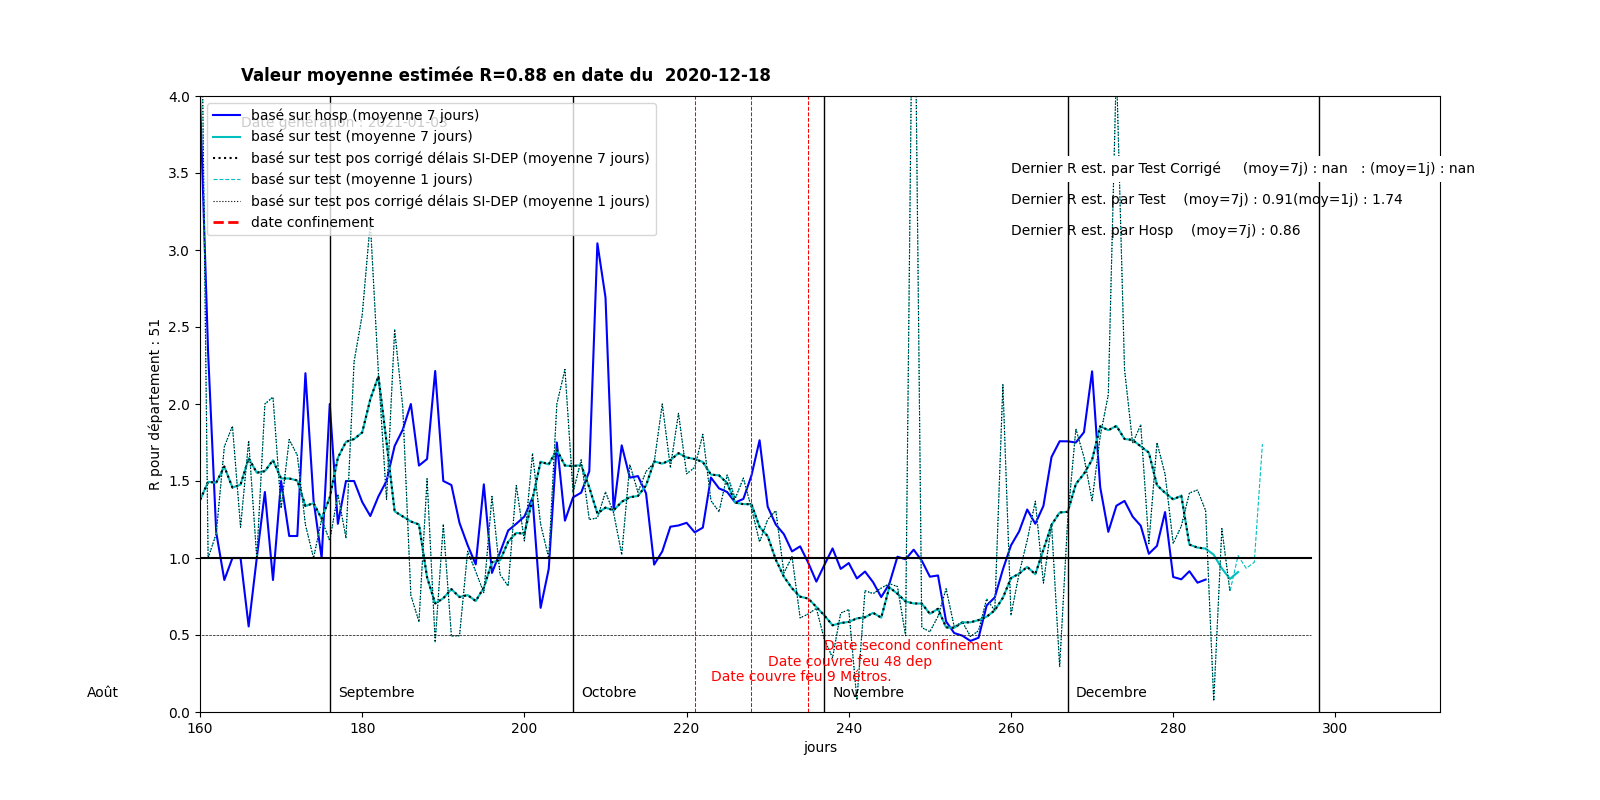 Valeur moyenne estimée R=0.88 en date du  2020-12-18
Date génération : 2021-01-03
basé sur hosp (moyenne 7 jours)
basé sur test (moyenne 7 jours)
basé sur test pos corrigé délais SI-DEP (moyenne 7 jours)
basé sur test (moyenne 1 jours)
basé sur test pos corrigé délais SI-DEP (moyenne 1 jours)
date confinement
Dernier R est. par Test Corrigé     (moy=7j) : nan   : (moy=1j) : nan
Dernier R est. par Test    (moy=7j) : 0.91(moy=1j) : 1.74
Dernier R est. par Hosp    (moy=7j) : 0.86
R pour département : 51
4.0
3.5
3.0
2.5
2.0
1.5
1.0
0.5
0.0
Date second confinement
Date couvre feu 48 dep
Date couvre feu 9 Métros.
Août
Septembre
Octobre
Novembre
Decembre
160
180
200
220
240
260
280
300
jours